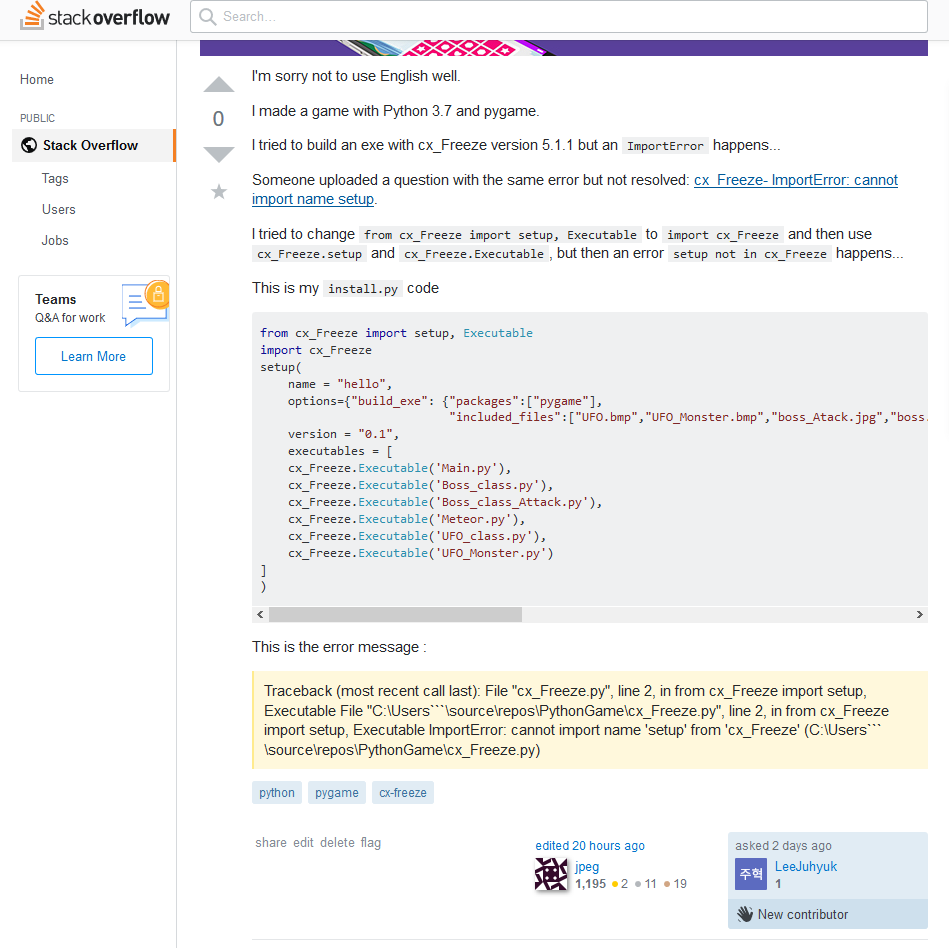 stackoverflow
Search...
Home
PUBLIC
Stack Overflow
Tags
Users
Jobs
Teams
Q&A for work
Learn More
0
I'm sorry not to use English well.
I made a game with Python 3.7 and pygame.
I tried to build an exe with cx_Freeze version 5.1.1 but an ImportError happens...
Someone uploaded a question with the same error but not resolved: cx_Freeze- ImportError: cannot
import name setup.
I tried to change from cx_Freeze import setup, Executable to import cx_Freeze and then use
cx_Freeze.setup and cx_Freeze.Executable, but then an error setup not in cx_Freeze happens...
This is my install.py code
from cx_Freeze import setup, Executable
import cx_Freeze
setup(
    name = "hello",
    options={"build_exe": {"packages":["pygame"],
                           "included_files":["UFO.bmp","UFO_Monster.bmp","boss_Atack.jpg","boss.
    version = "0.1",
    executables = [
    cx_Freeze.Executable('Main.py'),
    cx_Freeze.Executable('Boss_class.py'),
    cx_Freeze.Executable('Boss_class_Attack.py'),
    cx_Freeze.Executable('Meteor.py'),
    cx_Freeze.Executable('UFO_class.py'),
    cx_Freeze.Executable('UFO_Monster.py')
]
)
This is the error message :
Traceback (most recent call last): File "cx_Freeze.py", line 2, in from cx_Freeze import setup,
Executable File "C:\Users```\source\repos\PythonGame\cx_Freeze.py", line 2, in from cx_Freeze
import setup, Executable ImportError: cannot import name 'setup' from 'cx_Freeze' (C:\Users```
\source\repos\PythonGame\cx_Freeze.py)
python pygame cx-freeze
share edit delete flag
edited 20 hours ago
jpeg
1,195 2 11 19
asked 2 days ago
주혁
LeeJuhyuk
1
New contributor